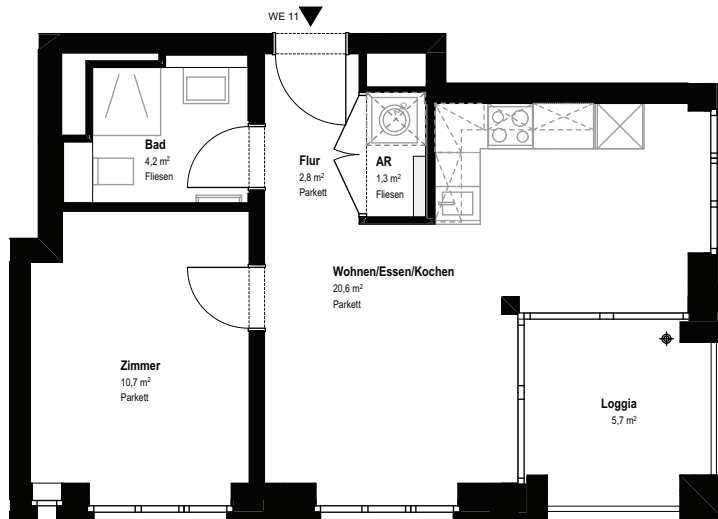 WE 11
Bad
4,2 m²
Fliesen
Flur
2,8 m²
Parkett
AR
1,3 m²
Fliesen
Wohnen/Essen/Kochen
20,6 m²
Parkett
Zimmer
10,7 m²
Parkett
Loggia
5,7 m²